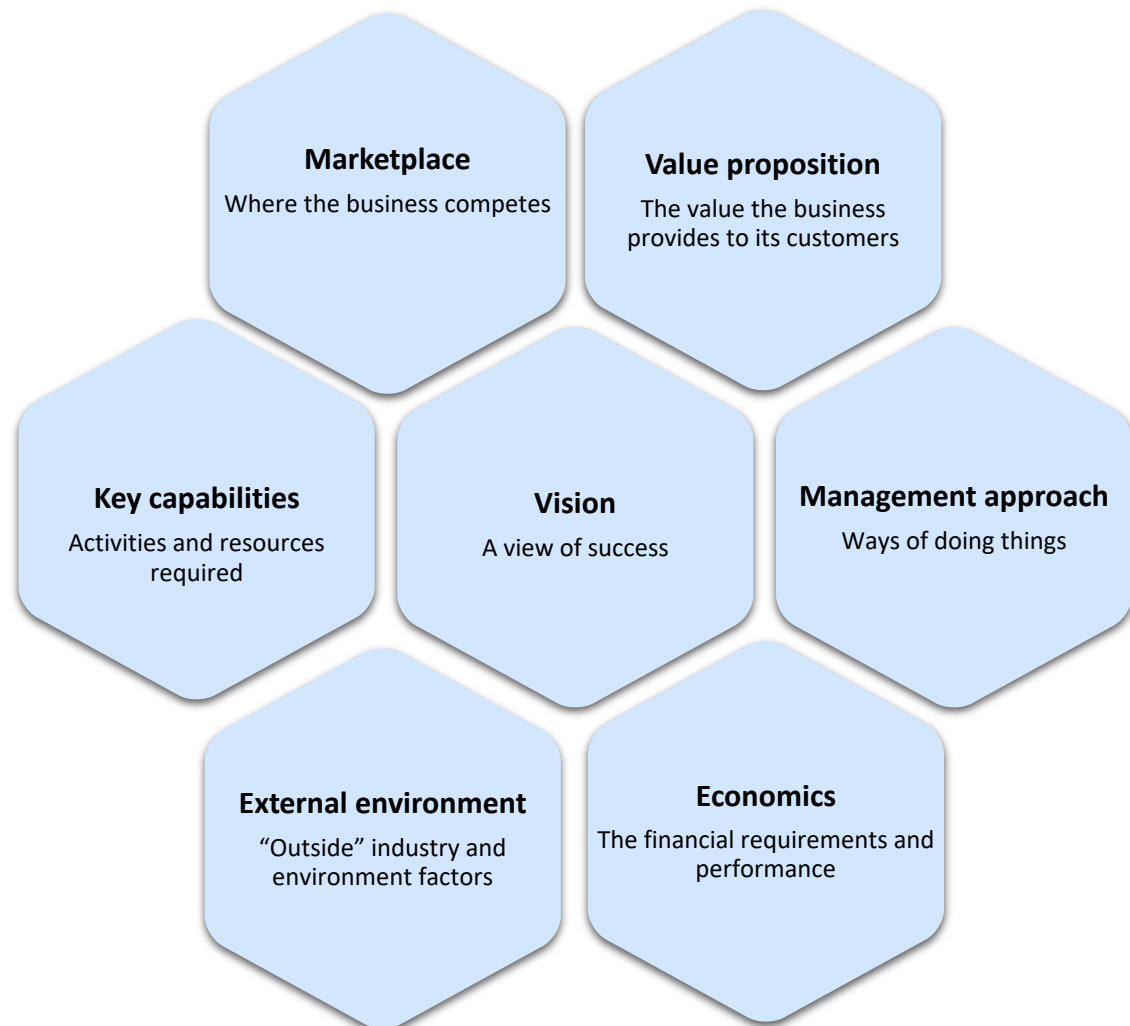 Marketplace
Where the business competes
Value proposition
The value the business
provides to its customers
Key capabilities
Activities and resources
required
Vision
A view of success
Management approach
Ways of doing things
External environment
“Outside” industry and
environment factors
Economics
The financial requirements and
performance